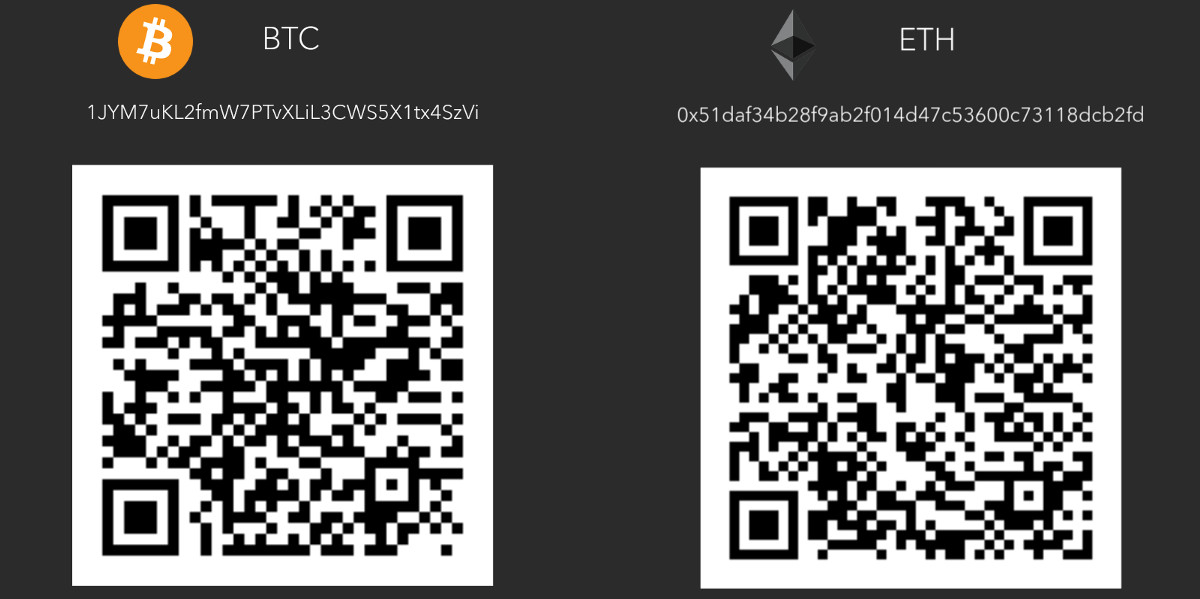 BTC
1JYM7uKL2fmW7PTvXLiL3CWS5X1tx4SzVi
ETH
0x51daf34b28f9ab2f014d47c53600c73118dcb2fd